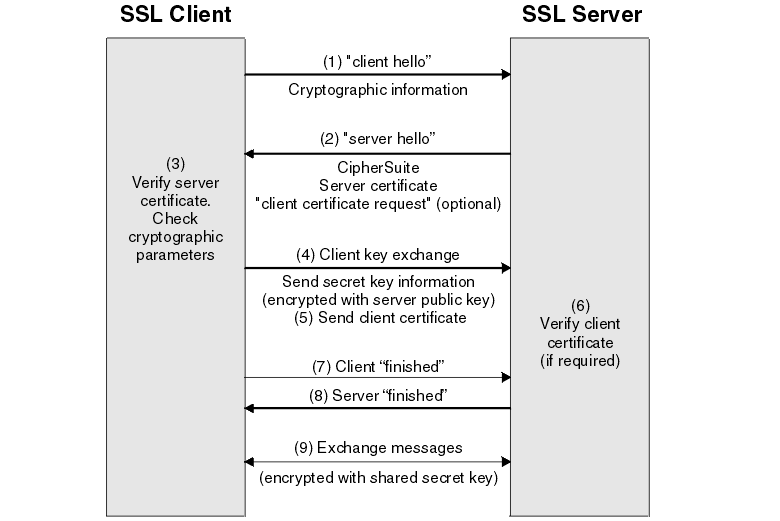 SSL Client
SSL Server
(1) "client hello”
Cryptographic information
(2) "server hello”
CipherSuite
Server certificate
"client certificate request" (optional)
(3)
Verify server
certificate.
Check
cryptographic
parameters
(4) Client key exchange
Send secret key information
(encrypted with server public key)
(5) Send client certificate
(6)
Verify client
certificate
(if required)
(7) Client “finished”
(8) Server “finished”
(9) Exchange messages
(encrypted with shared secret key)